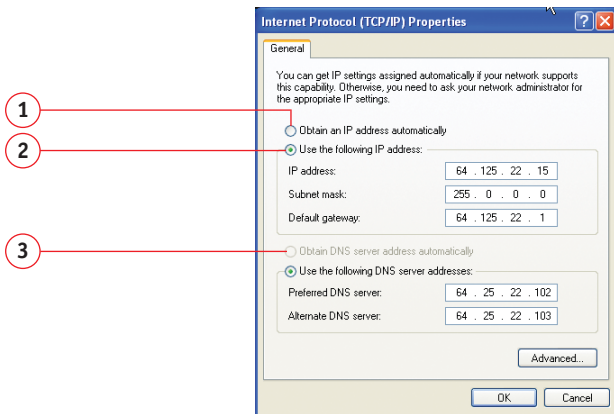 Internet Protocol (TCP/IP) Properties
General
You can get IP settings assigned automatically if your network supports
this capability. Otherwise, you need to ask your network administrator for
the appropriate IP settings.
1
Obtain an IP address automatically
2
Use the following IP address:
IP address: 64 . 125 . 22 . 15
Subnet mask: 255 . 0 . 0 . 0
Default gateway: 64 . 125 . 22 . 1
3
Obtain DNS server address automatically
Use the following DNS server addresses:
Preferred DNS server: 64 . 25 . 22 . 102
Alternate DNS server: 64 . 25 . 22 . 103
Advanced...
OK Cancel